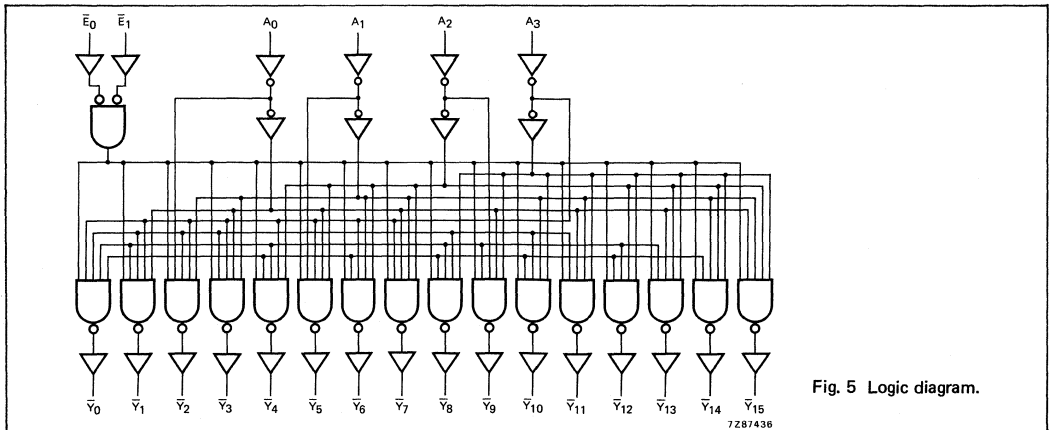 E̅0 E̅1 A0 A1 A2 A3
Y̅0 Y̅1 Y̅2 Y̅3 Y̅4 Y̅5 Y̅6 Y̅7 Y̅8 Y̅9 Y̅10 Y̅11 Y̅12 Y̅13 Y̅14 Y̅15
7Z87436
Fig. 5 Logic diagram.